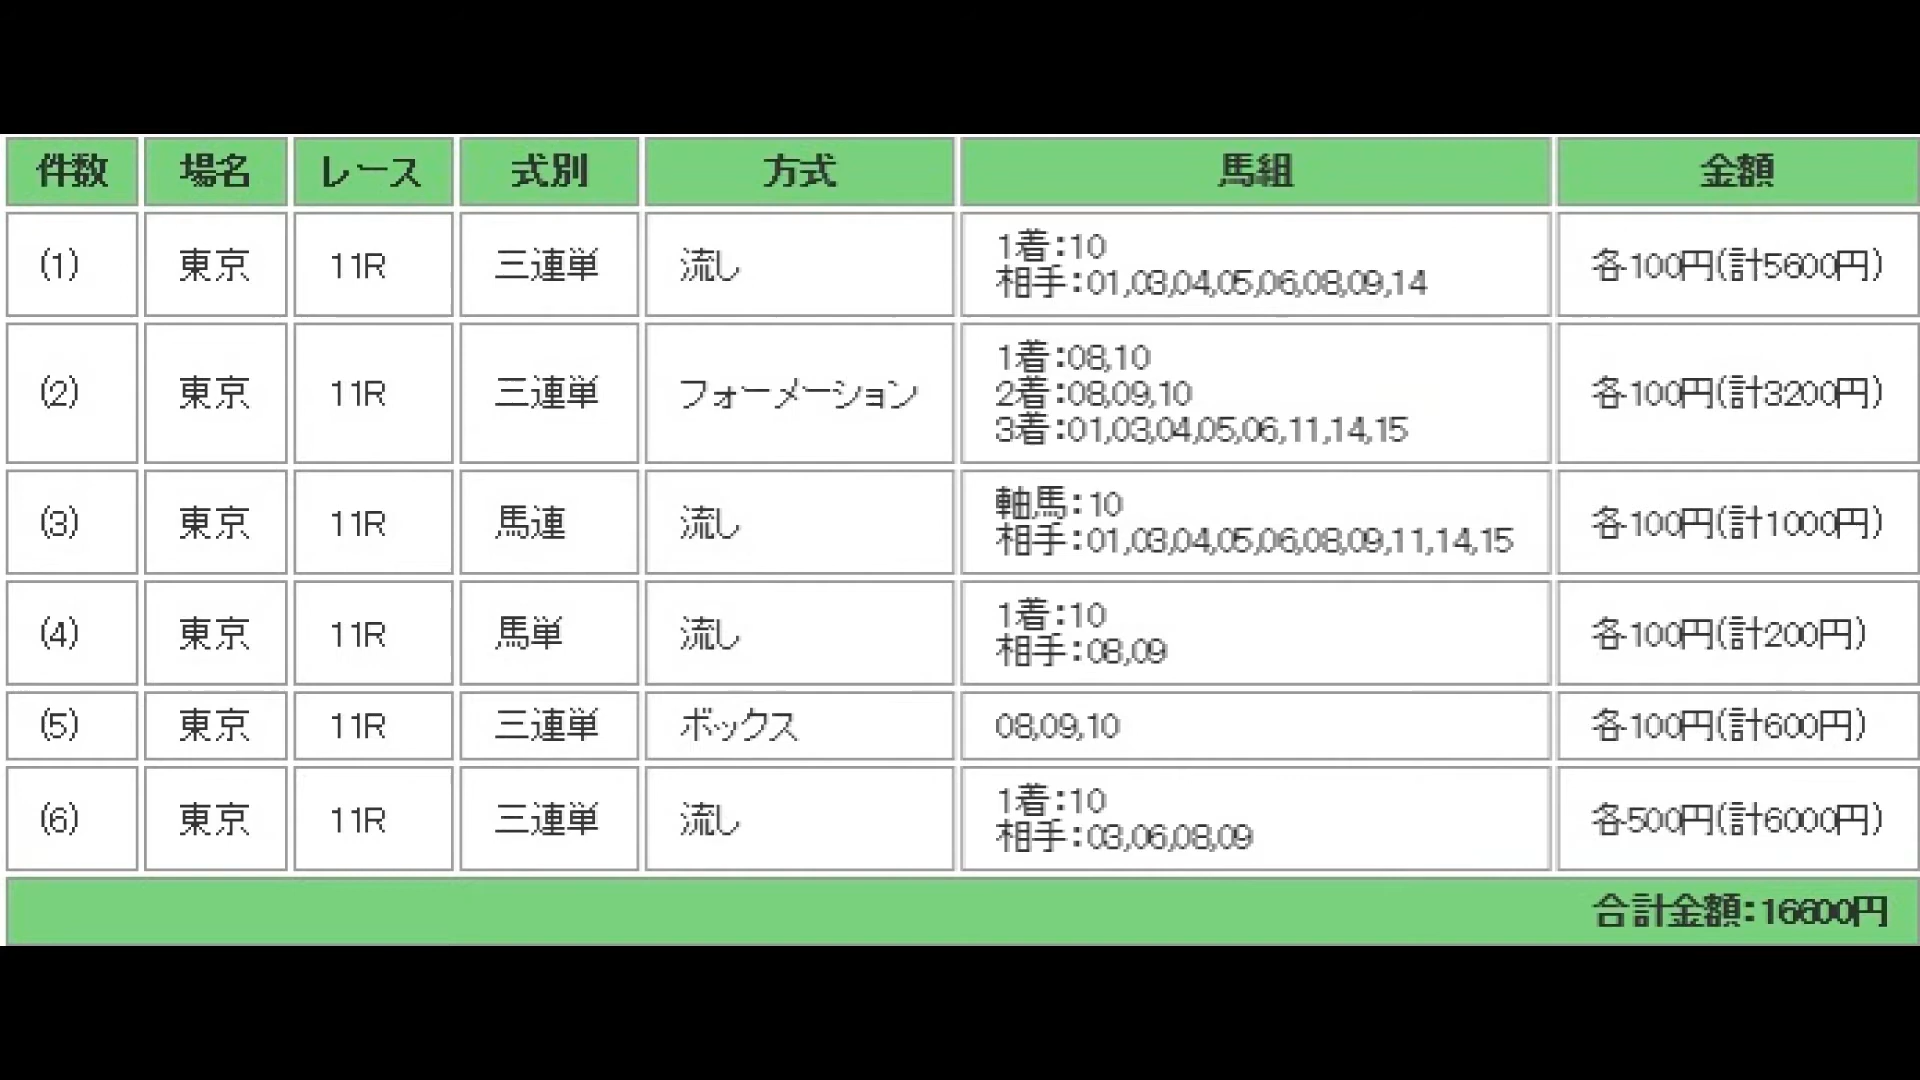 件数 場名 レース 式別 方式 馬組 金額
(1) 東京 11R 三連単 流し 1着:10
相手:01,03,04,05,06,08,09,14 各100円(計5600円)
(2) 東京 11R 三連単 フォーメーション 1着:08,10
2着:08,09,10
3着:01,03,04,05,06,11,14,15 各100円(計3200円)
(3) 東京 11R 馬連 流し 軸馬:10
相手:01,03,04,05,06,08,09,11,14,15 各100円(計1000円)
(4) 東京 11R 馬単 流し 1着:10
相手:08,09 各100円(計200円)
(5) 東京 11R 三連単 ボックス 08,09,10 各100円(計600円)
(6) 東京 11R 三連単 流し 1着:10
相手:03,06,08,09 各500円(計6000円)
合計金額:16600円